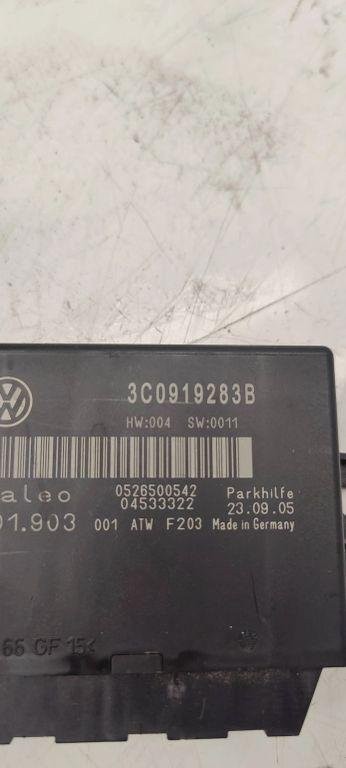 3C0919283B
HW:004 SW:0011
aleo
0526500542
04533322
Parkhilfe
23.09.05
01.903 001 ATW F203 Made in Germany
66 GF 15<